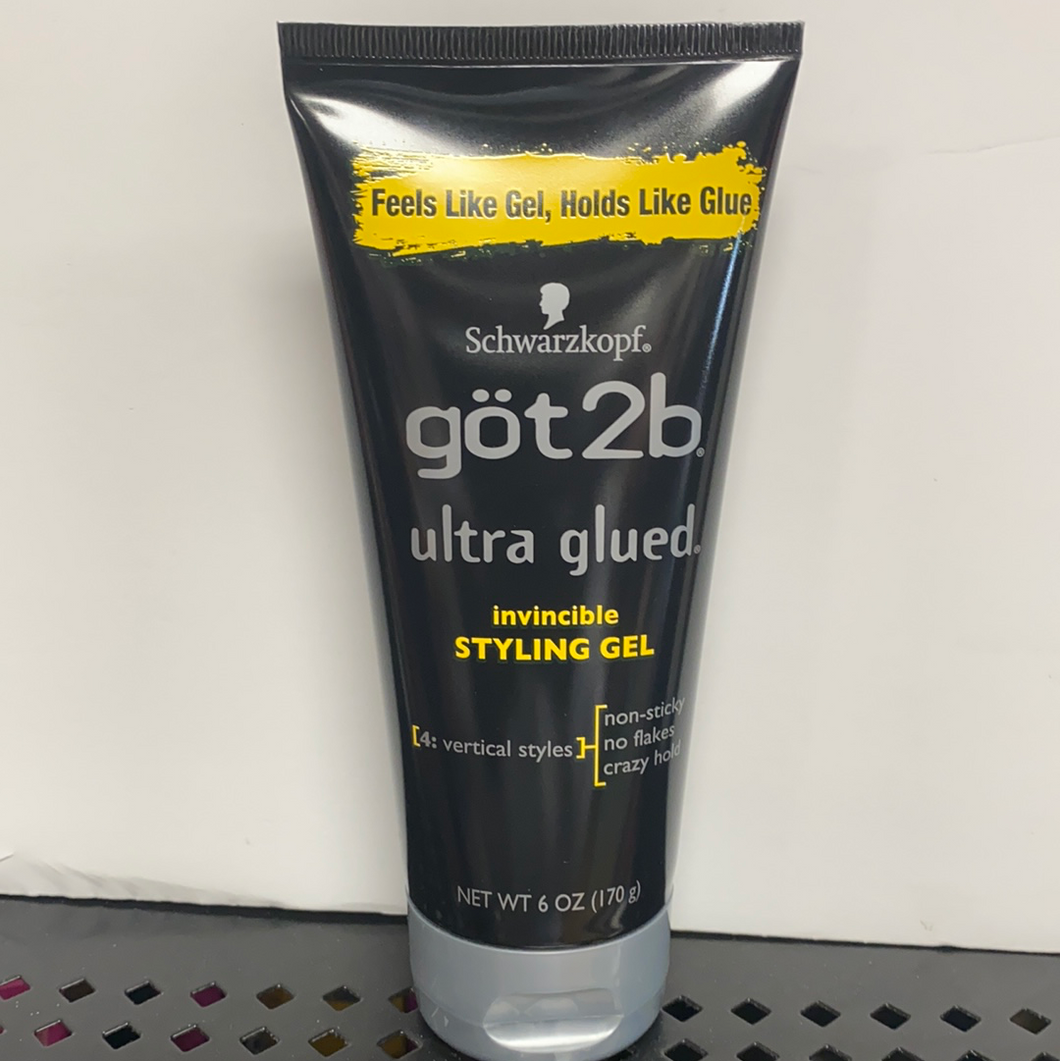 Feels Like Gel, Holds Like Glue
Schwarzkopf®
göt2b®
ultra glued®
invincible
STYLING GEL
[4: vertical styles]
non-sticky
no flakes
crazy hold
NET WT 6 OZ (170 g)